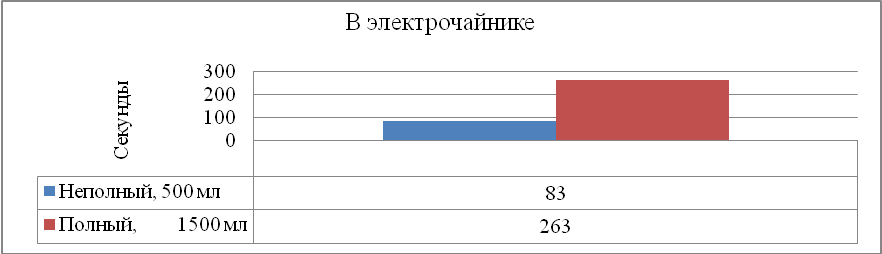 В электрочайнике
Секунды
300
200
100
0
Неполный, 500 мл 83
Полный, 1500 мл 263